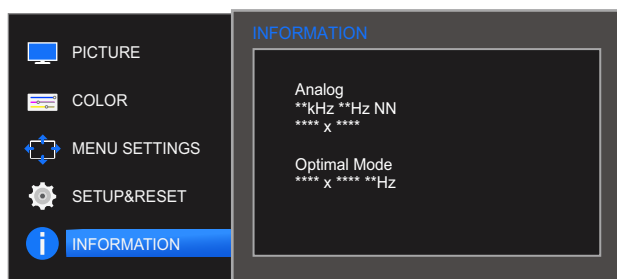 PICTURE
COLOR
MENU SETTINGS
SETUP&RESET
INFORMATION
INFORMATION
Analog
**kHz **Hz NN
**** x ****
Optimal Mode
**** x **** **Hz